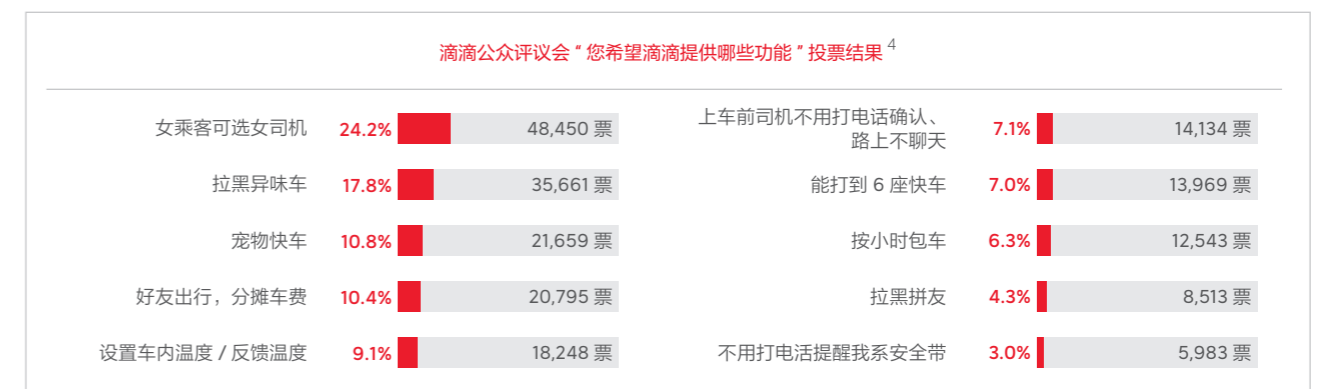 滴滴公众评议会“您希望滴滴提供哪些功能”投票结果 4
女乘客可选女司机 24.2% 48,450 票
拉黑异味车 17.8% 35,661 票
宠物快车 10.8% 21,659 票
好友出行，分摊车费 10.4% 20,795 票
设置车内温度 / 反馈温度 9.1% 18,248 票
上车前司机不用打电话确认、
路上不聊天 7.1% 14,134 票
能打到 6 座快车 7.0% 13,969 票
按小时包车 6.3% 12,543 票
拉黑拼友 4.3% 8,513 票
不用打电活提醒我系安全带 3.0% 5,983 票